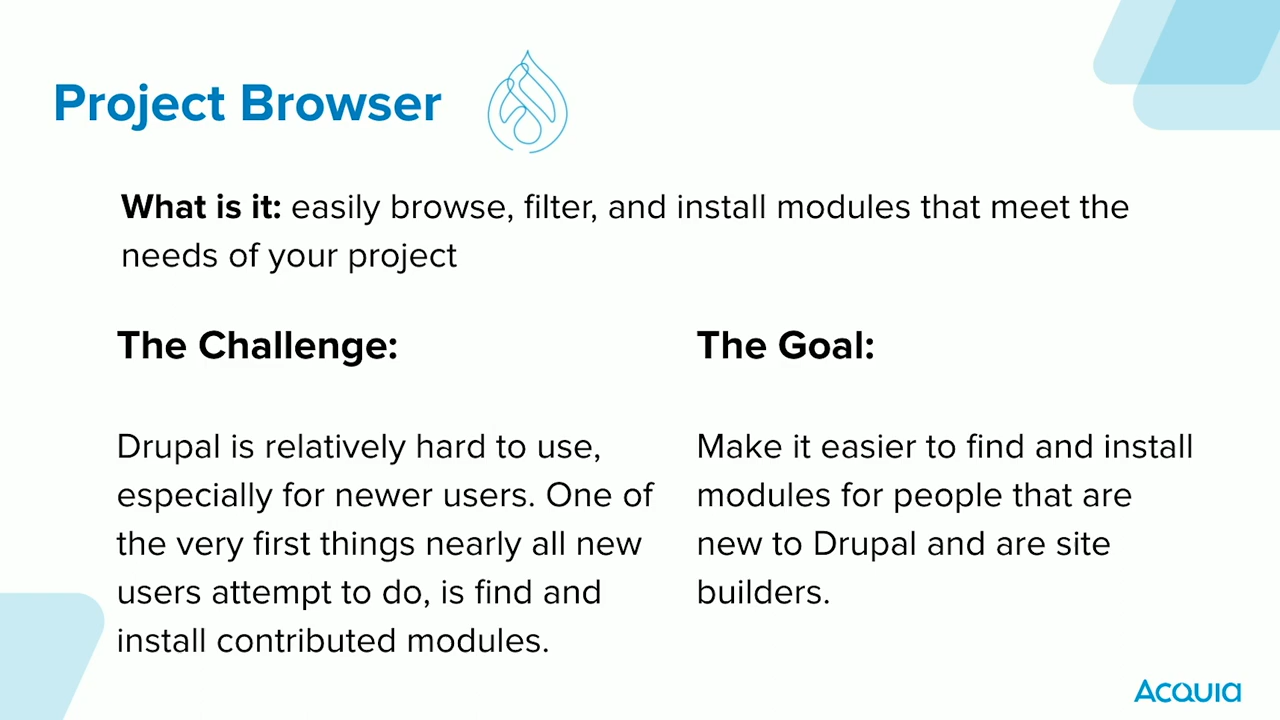 Project Browser
What is it: easily browse, filter, and install modules that meet the
needs of your project
The Challenge:
Drupal is relatively hard to use,
especially for newer users. One of
the very first things nearly all new
users attempt to do, is find and
install contributed modules.
The Goal:
Make it easier to find and install
modules for people that are
new to Drupal and are site
builders.
Acquia